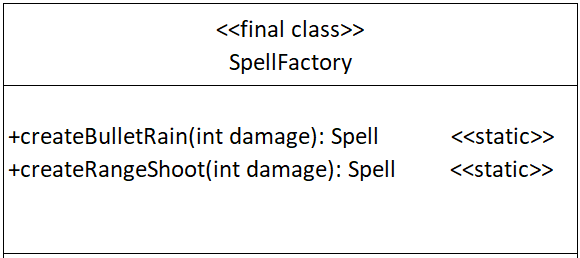 <<final class>>
SpellFactory
+createBulletRain(int damage): Spell <<static>>
+createRangeShoot(int damage): Spell <<static>>